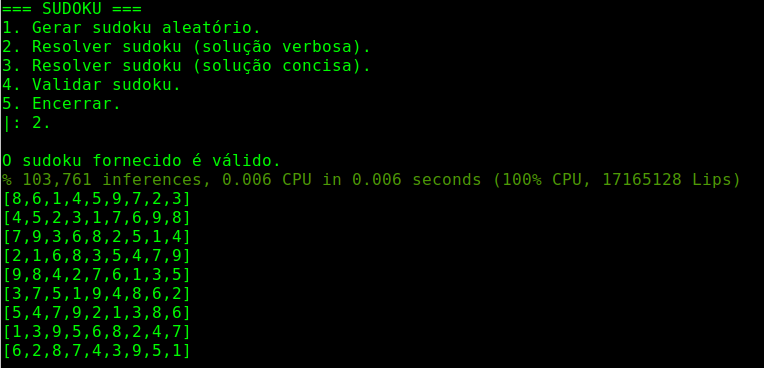 === SUDOKU ===
1. Gerar sudoku aleatório.
2. Resolver sudoku (solução verbosa).
3. Resolver sudoku (solução concisa).
4. Validar sudoku.
5. Encerrar.
|: 2.
O sudoku fornecido é válido.
% 103,761 inferences, 0.006 CPU in 0.006 seconds (100% CPU, 17165128 Lips)
[8,6,1,4,5,9,7,2,3]
[4,5,2,3,1,7,6,9,8]
[7,9,3,6,8,2,5,1,4]
[2,1,6,8,3,5,4,7,9]
[9,8,4,2,7,6,1,3,5]
[3,7,5,1,9,4,8,6,2]
[5,4,7,9,2,1,3,8,6]
[1,3,9,5,6,8,2,4,7]
[6,2,8,7,4,3,9,5,1]